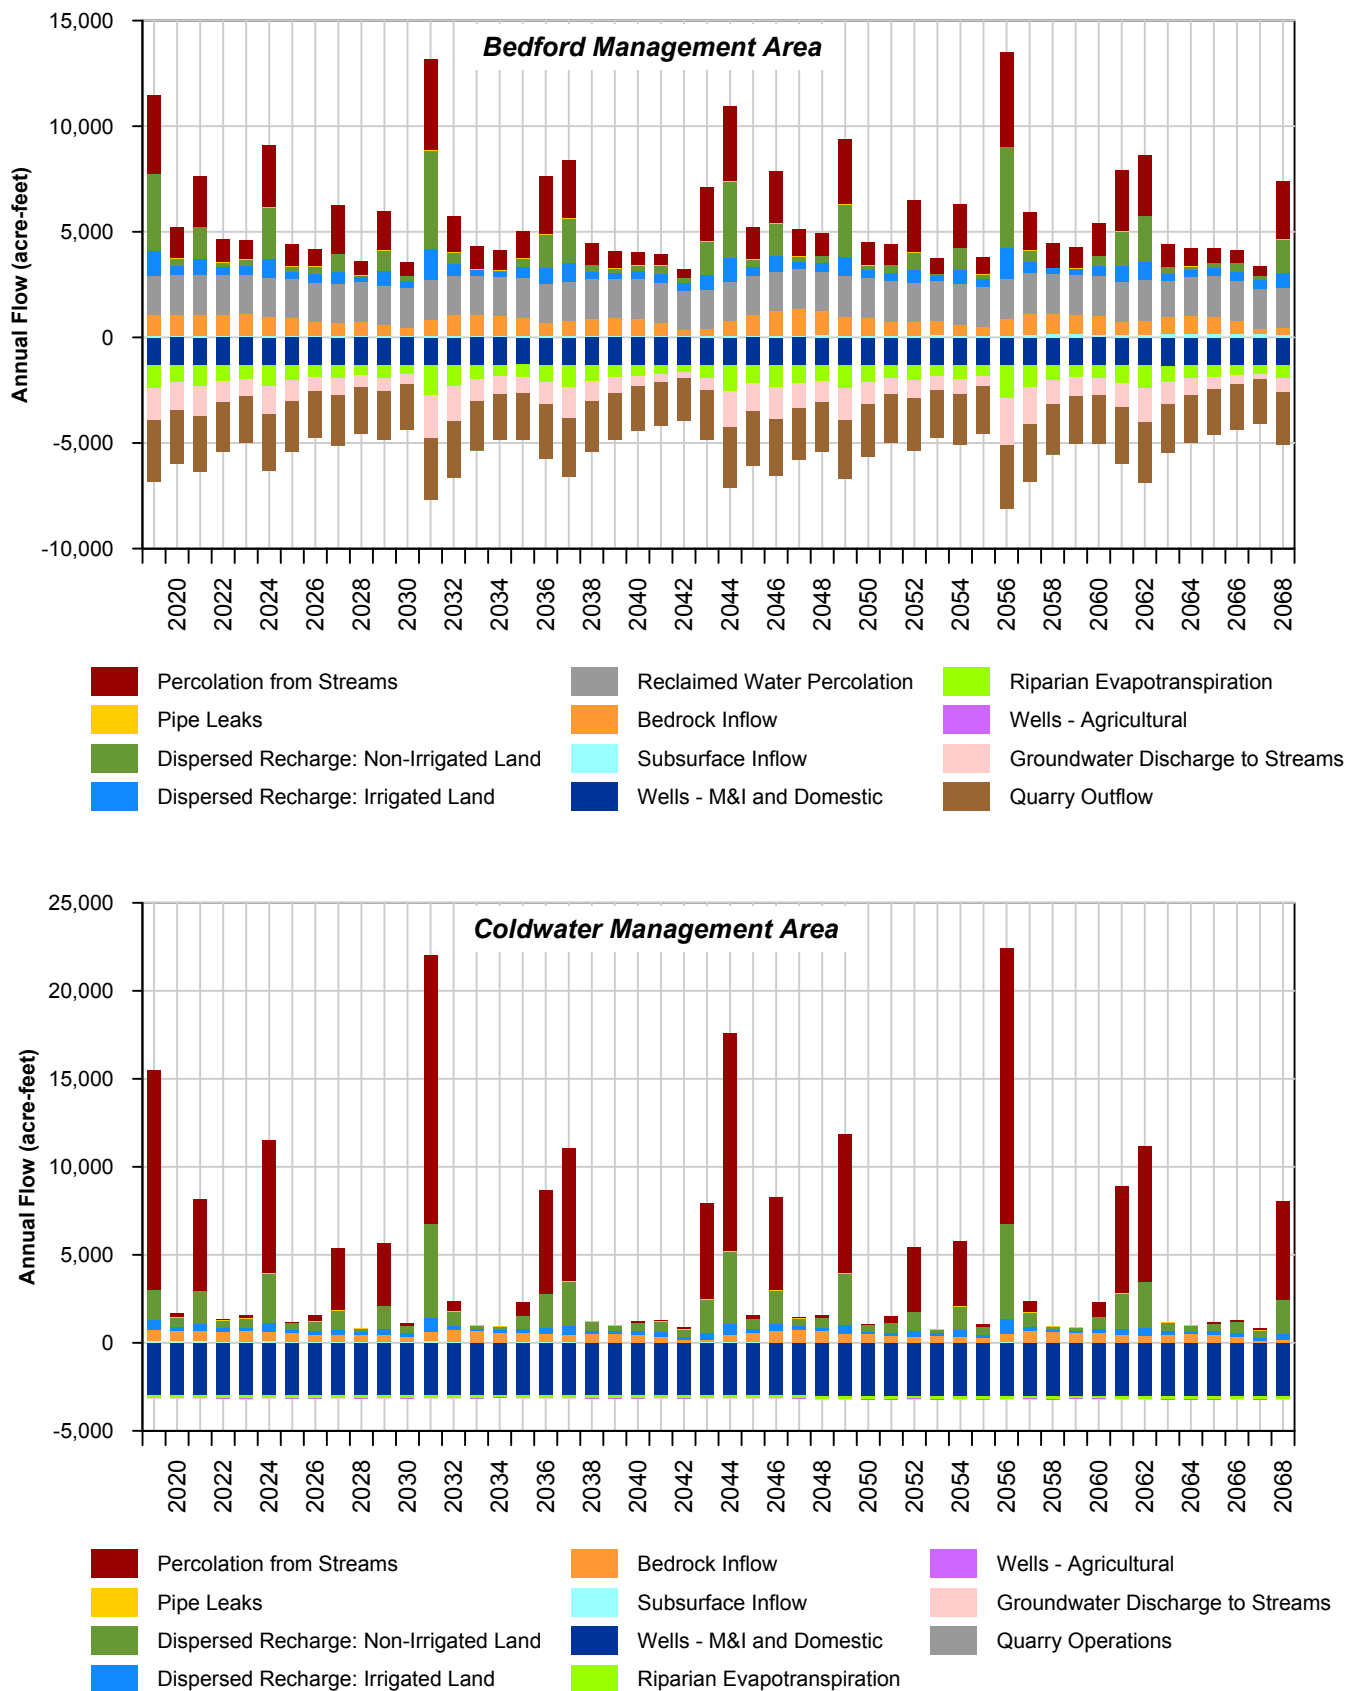 Bedford Management Area
Annual Flow (acre-feet)
15,000
10,000
5,000
0
-5,000
-10,000
2020 2022 2024 2026 2028 2030 2032 2034 2036 2038 2040 2042 2044 2046 2048 2050 2052 2054 2056 2058 2060 2062 2064 2066 2068
Percolation from Streams
Pipe Leaks
Dispersed Recharge: Non-Irrigated Land
Dispersed Recharge: Irrigated Land
Reclaimed Water Percolation
Bedrock Inflow
Subsurface Inflow
Wells - M&I and Domestic
Riparian Evapotranspiration
Wells - Agricultural
Groundwater Discharge to Streams
Quarry Outflow
Coldwater Management Area
Annual Flow (acre-feet)
25,000
20,000
15,000
10,000
5,000
0
-5,000
2020 2022 2024 2026 2028 2030 2032 2034 2036 2038 2040 2042 2044 2046 2048 2050 2052 2054 2056 2058 2060 2062 2064 2066 2068
Percolation from Streams
Pipe Leaks
Dispersed Recharge: Non-Irrigated Land
Dispersed Recharge: Irrigated Land
Bedrock Inflow
Subsurface Inflow
Wells - M&I and Domestic
Riparian Evapotranspiration
Wells - Agricultural
Groundwater Discharge to Streams
Quarry Operations